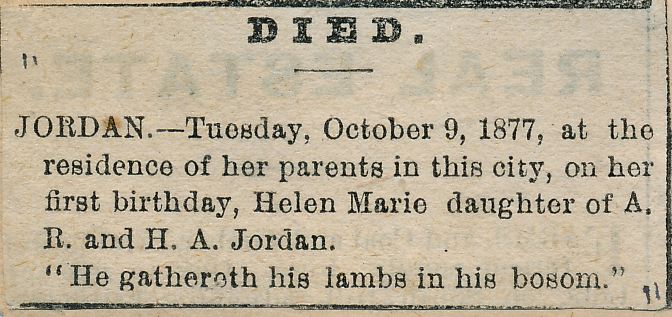 DIED.
JORDAN.—Tuesday, October 9, 1877, at the
residence of her parents in this city, on her
first birthday, Helen Marie daughter of A.
R. and H. A. Jordan.
"He gathereth his lambs in his bosom."